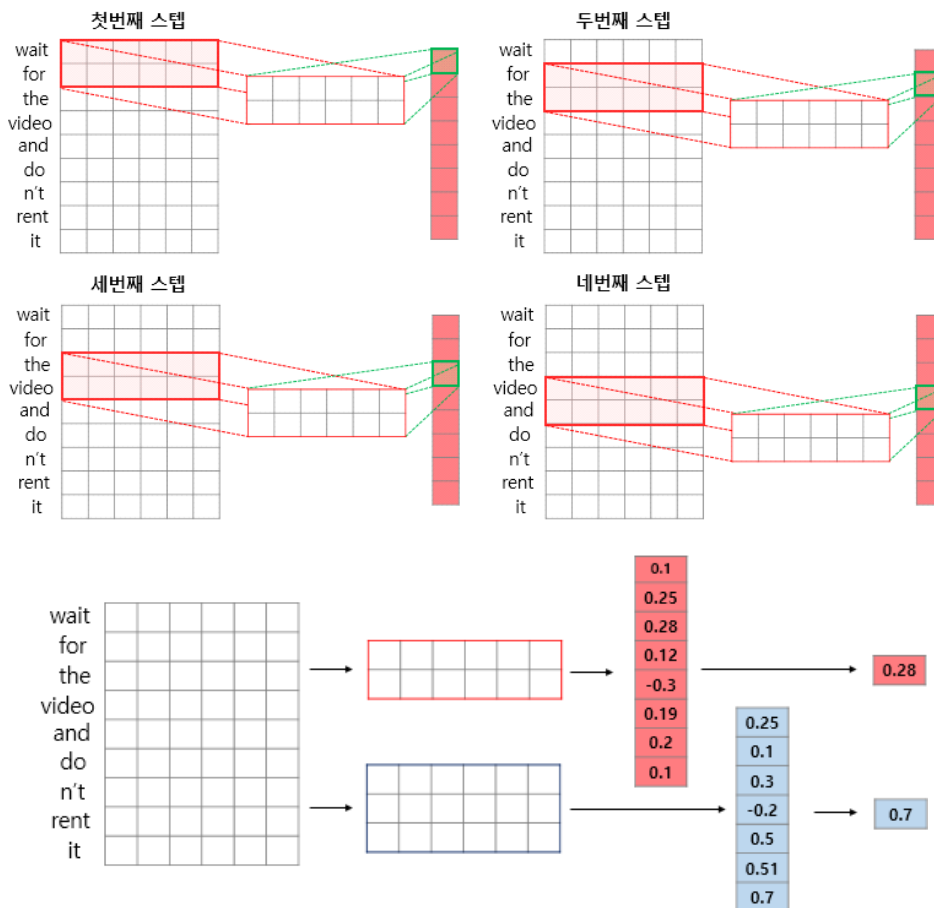 첫번째 스텝
wait
for
the
video
and
do
n't
rent
it
두번째 스텝
wait
for
the
video
and
do
n't
rent
it
세번째 스텝
wait
for
the
video
and
do
n't
rent
it
네번째 스텝
wait
for
the
video
and
do
n't
rent
it
wait
for
the
video
and
do
n't
rent
it
0.1
0.25
0.28
0.12
-0.3
0.19
0.2
0.1
0.28
0.25
0.1
0.3
-0.2
0.5
0.51
0.7
0.7